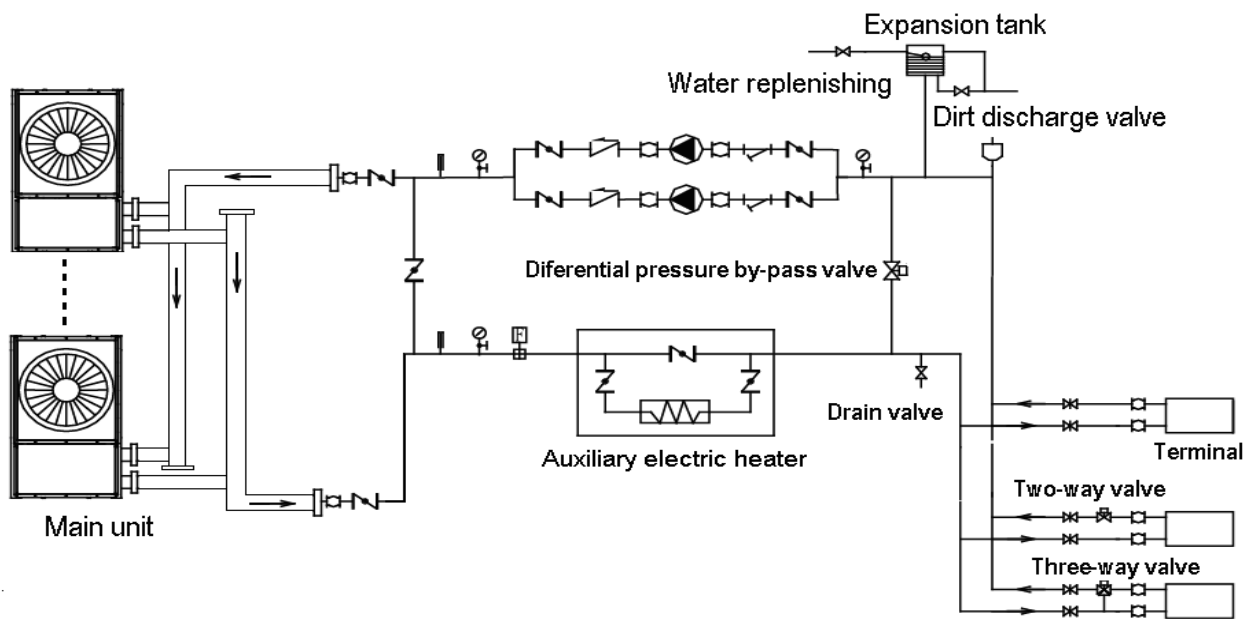 Expansion tank
Water replenishing
Dirt discharge valve
Diferential pressure by-pass valve
F
Drain valve
Auxiliary electric heater
Terminal
Main unit
Two-way valve
Three-way valve